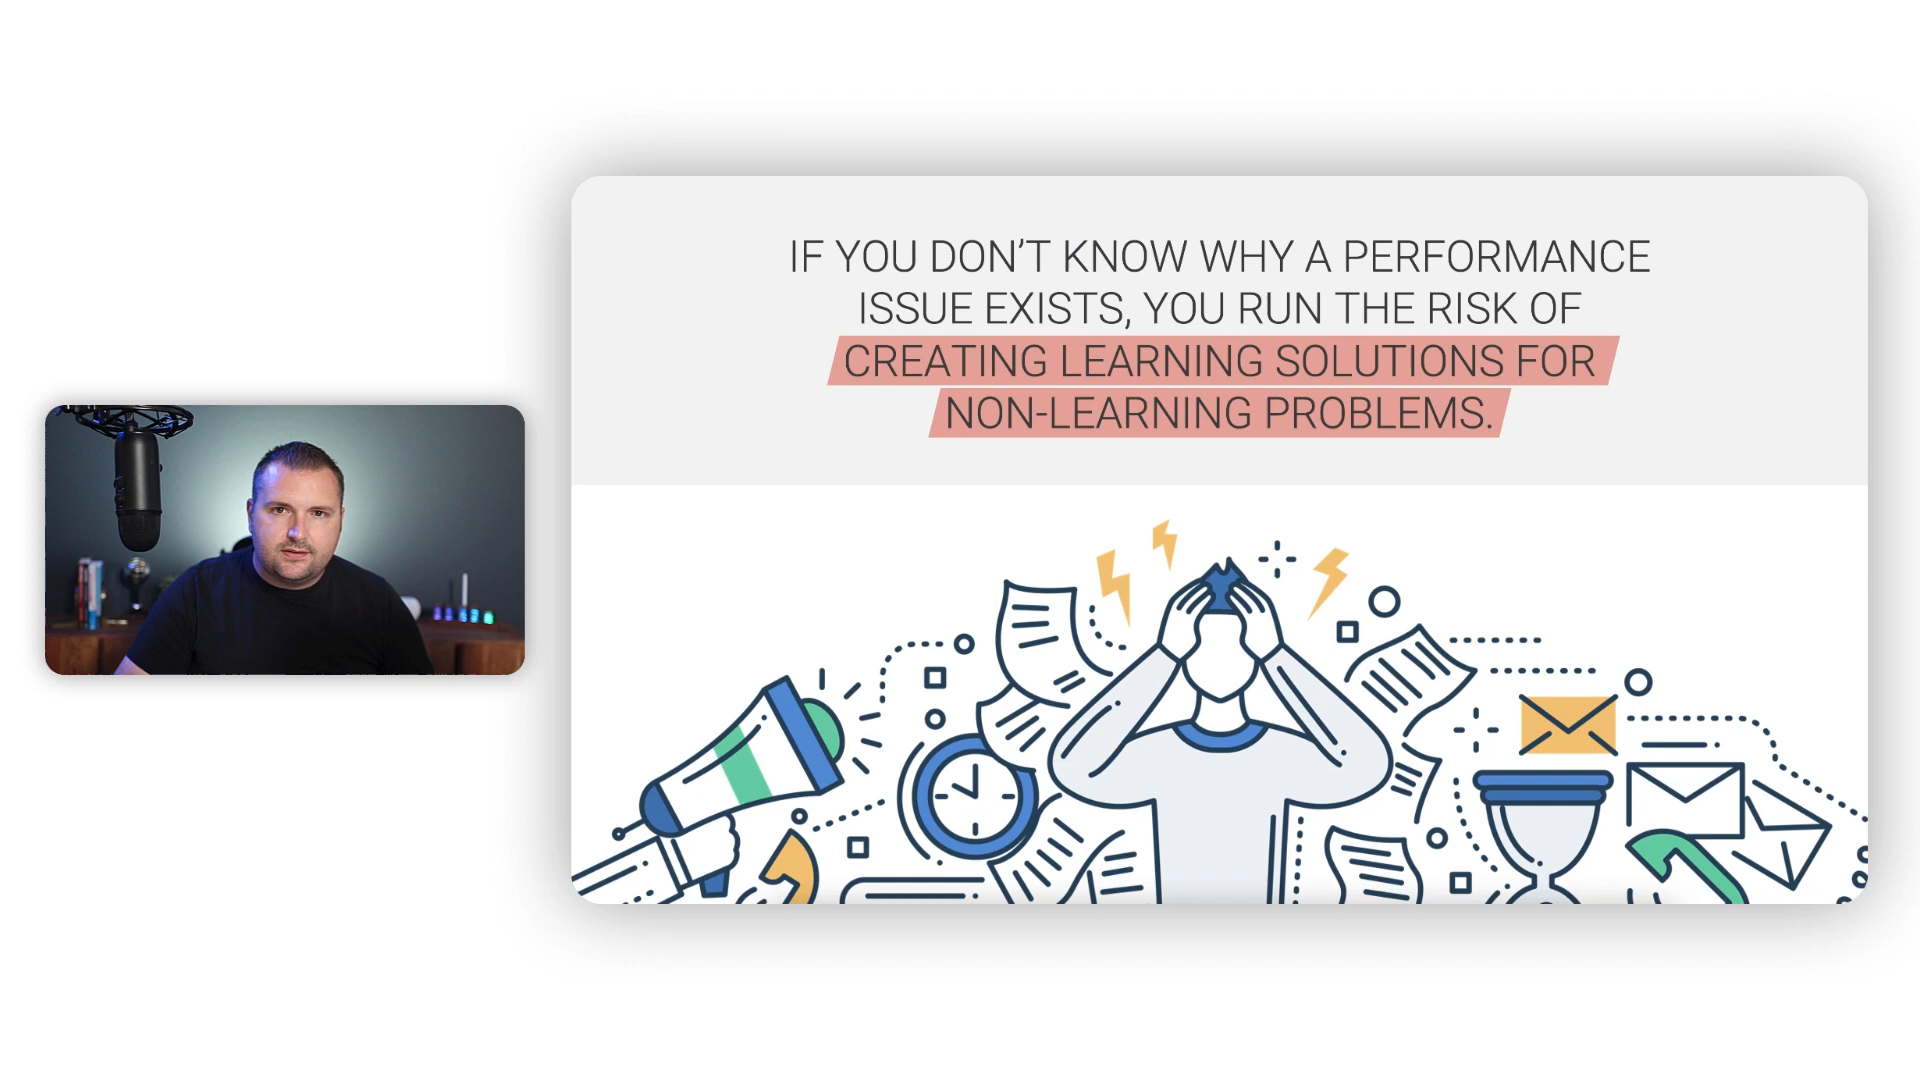 IF YOU DON’T KNOW WHY A PERFORMANCE
ISSUE EXISTS, YOU RUN THE RISK OF
CREATING LEARNING SOLUTIONS FOR
NON-LEARNING PROBLEMS.